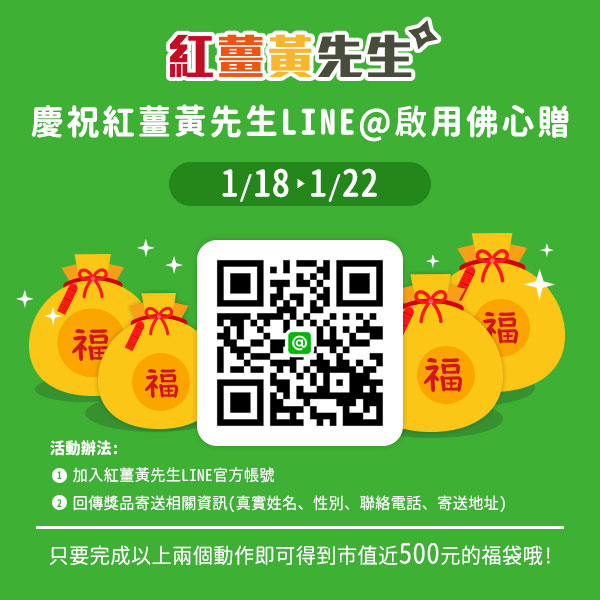 紅薑黃先生
慶祝紅薑黃先生LINE@啟用佛心贈
1/18▶1/22
福
福
@
福
福
活動辦法:
1 加入紅薑黃先生LINE官方帳號
2 回傳獎品寄送相關資訊(真實姓名、性別、聯絡電話、寄送地址)
只要完成以上兩個動作即可得到市值近500元的福袋哦!